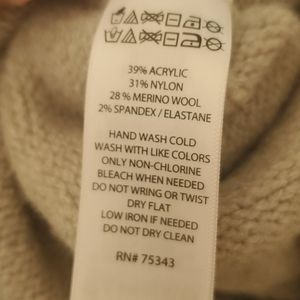 39% ACRYLIC
31% NYLON
28% MERINO WOOL
2% SPANDEX / ELASTANE
HAND WASH COLD
WASH WITH LIKE COLORS
ONLY NON-CHLORINE
BLEACH WHEN NEEDED
DO NOT WRING OR TWIST
DRY FLAT
LOW IRON IF NEEDED
DO NOT DRY CLEAN
RN# 75343